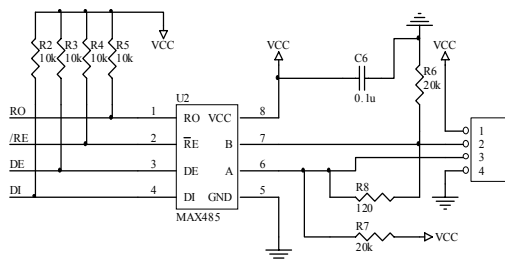 R2 R3 R4 R5
10k 10k 10k 10k
VCC
VCC
C6
0.1u
R6
20k
VCC
U2
RO 1 RO VCC 8
/RE 2 RE B 7
DE 3 DE A 6
DI 4 DI GND 5
MAX485
1
2
3
4
R8
120
R7
20k
VCC